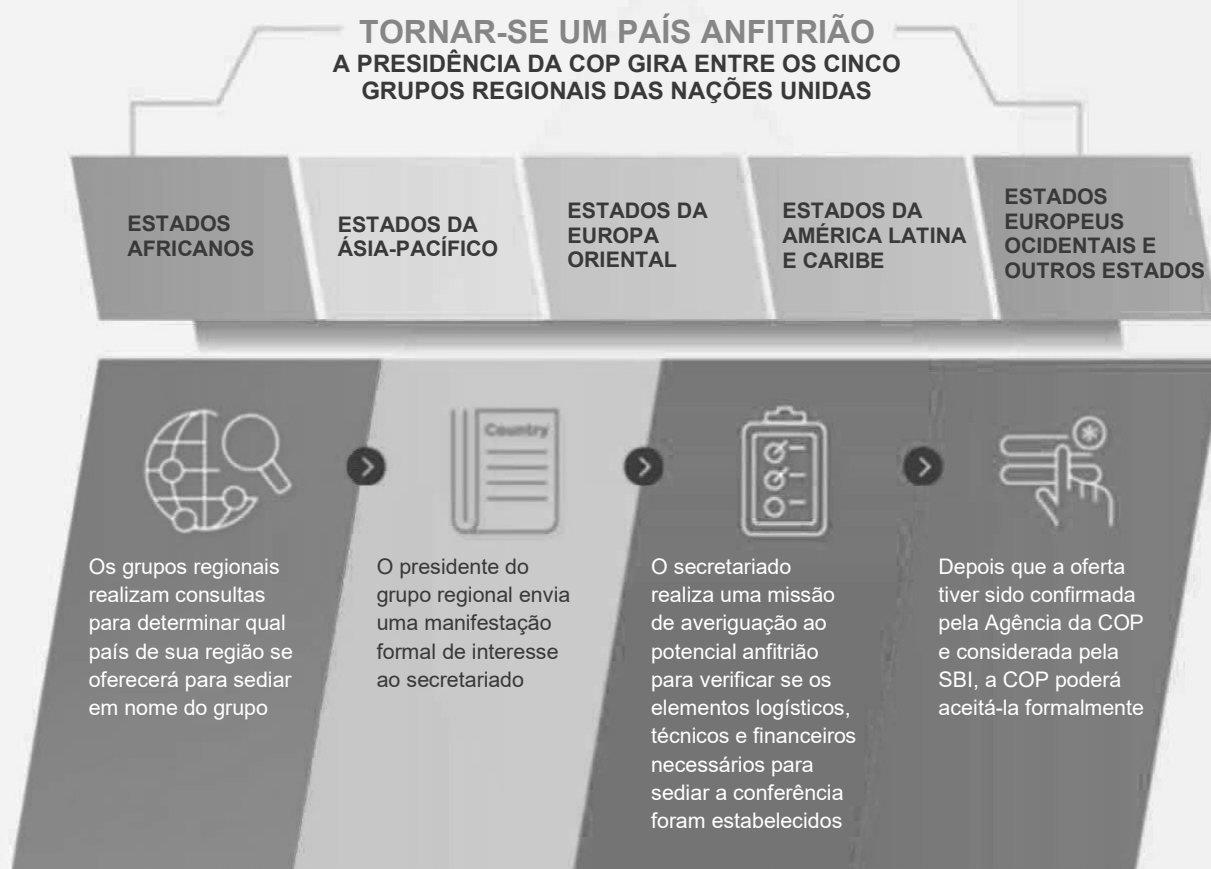 TORNAR-SE UM PAÍS ANFITRIÃO
A PRESIDÊNCIA DA COP GIRA ENTRE OS CINCO
GRUPOS REGIONAIS DAS NAÇÕES UNIDAS
ESTADOS
AFRICANOS
ESTADOS DA
ÁSIA-PACÍFICO
ESTADOS DA
EUROPA
ORIENTAL
ESTADOS DA
AMÉRICA LATINA
E CARIBE
ESTADOS
EUROPEUS
OCIDENTAIS E
OUTROS ESTADOS
Os grupos regionais
realizam consultas
para determinar qual
país de sua região se
oferecerá para sediar
em nome do grupo
Country
O presidente do
grupo regional envia
uma manifestação
formal de interesse
ao secretariado
O secretariado
realiza uma missão
de averiguação ao
potencial anfitrião
para verificar se os
elementos logísticos,
técnicos e financeiros
necessários para
sediar a conferência
foram estabelecidos
Depois que a oferta
tiver sido confirmada
pela Agência da COP
e considerada pela
SBI, a COP poderá
aceitá-la formalmente